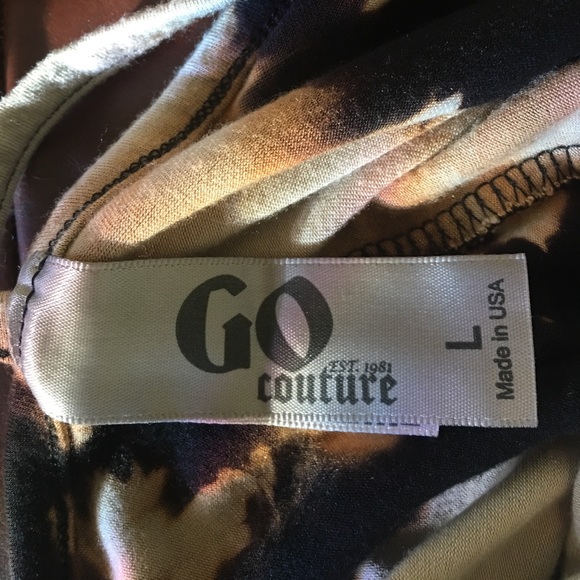 GO
EST. 1981
couture
L
Made in USA